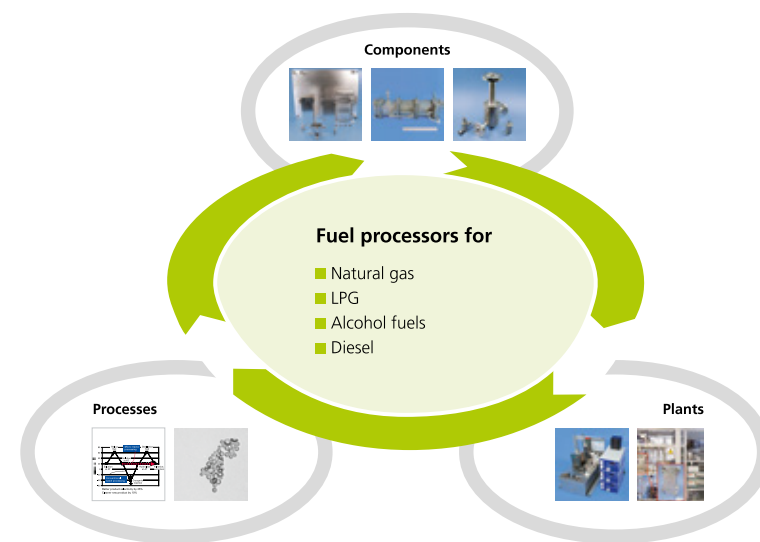 Components
Fuel processors for
Natural gas
LPG
Alcohol fuels
Diesel
Processes
Plants